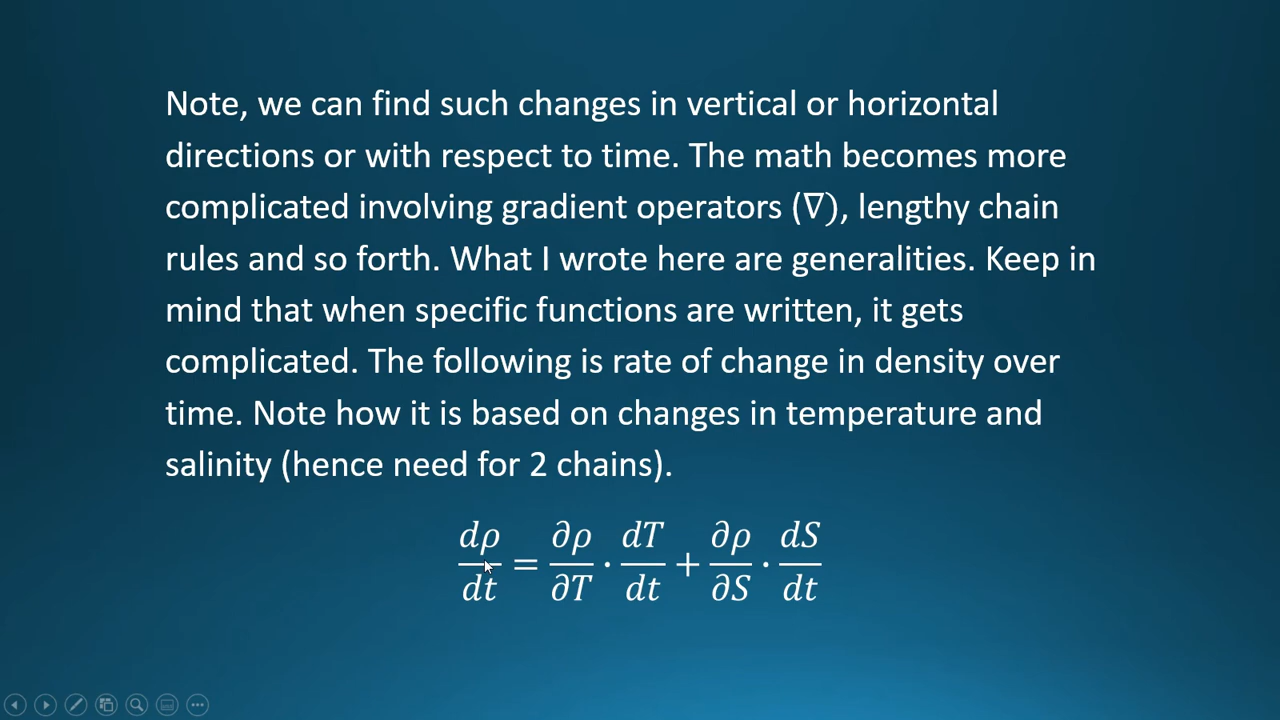 Note, we can find such changes in vertical or horizontal
directions or with respect to time. The math becomes more
complicated involving gradient operators (∇), lengthy chain
rules and so forth. What I wrote here are generalities. Keep in
mind that when specific functions are written, it gets
complicated. The following is rate of change in density over
time. Note how it is based on changes in temperature and
salinity (hence need for 2 chains).
dρ/dt = ∂ρ/∂T · dT/dt + ∂ρ/∂S · dS/dt